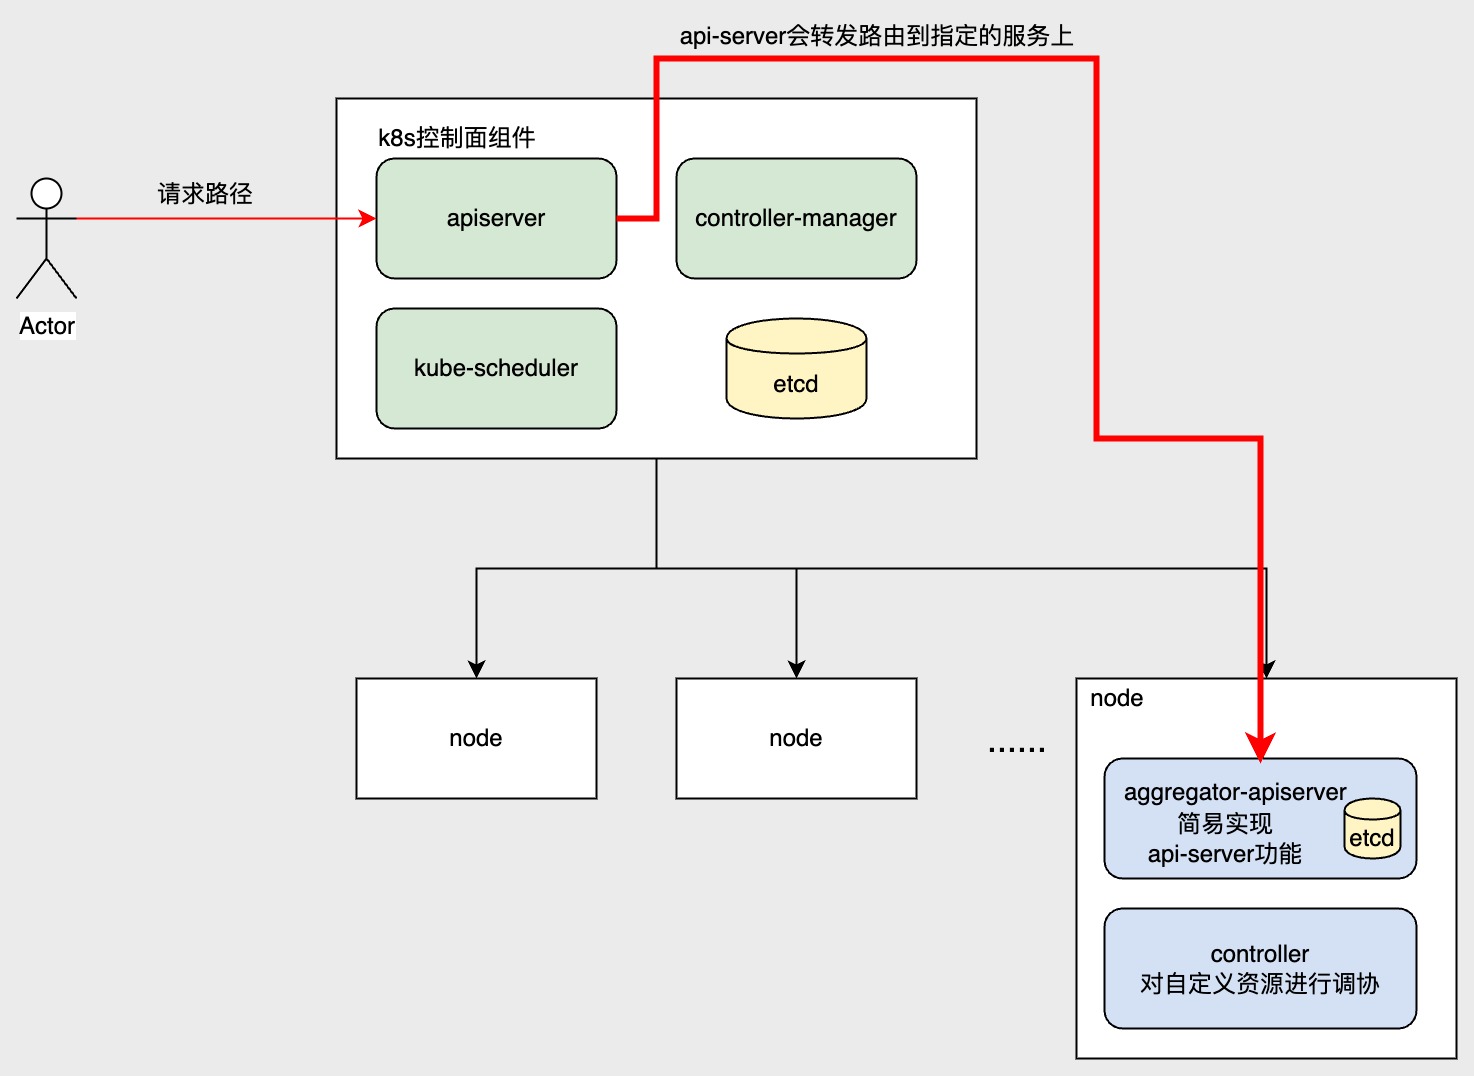 api-server会转发路由到指定的服务上
k8s控制面组件
请求路径
apiserver
controller-manager
Actor
kube-scheduler
etcd
node
node
......
node
aggregator-apiserver
简易实现
api-server功能
etcd
controller
对自定义资源进行调协